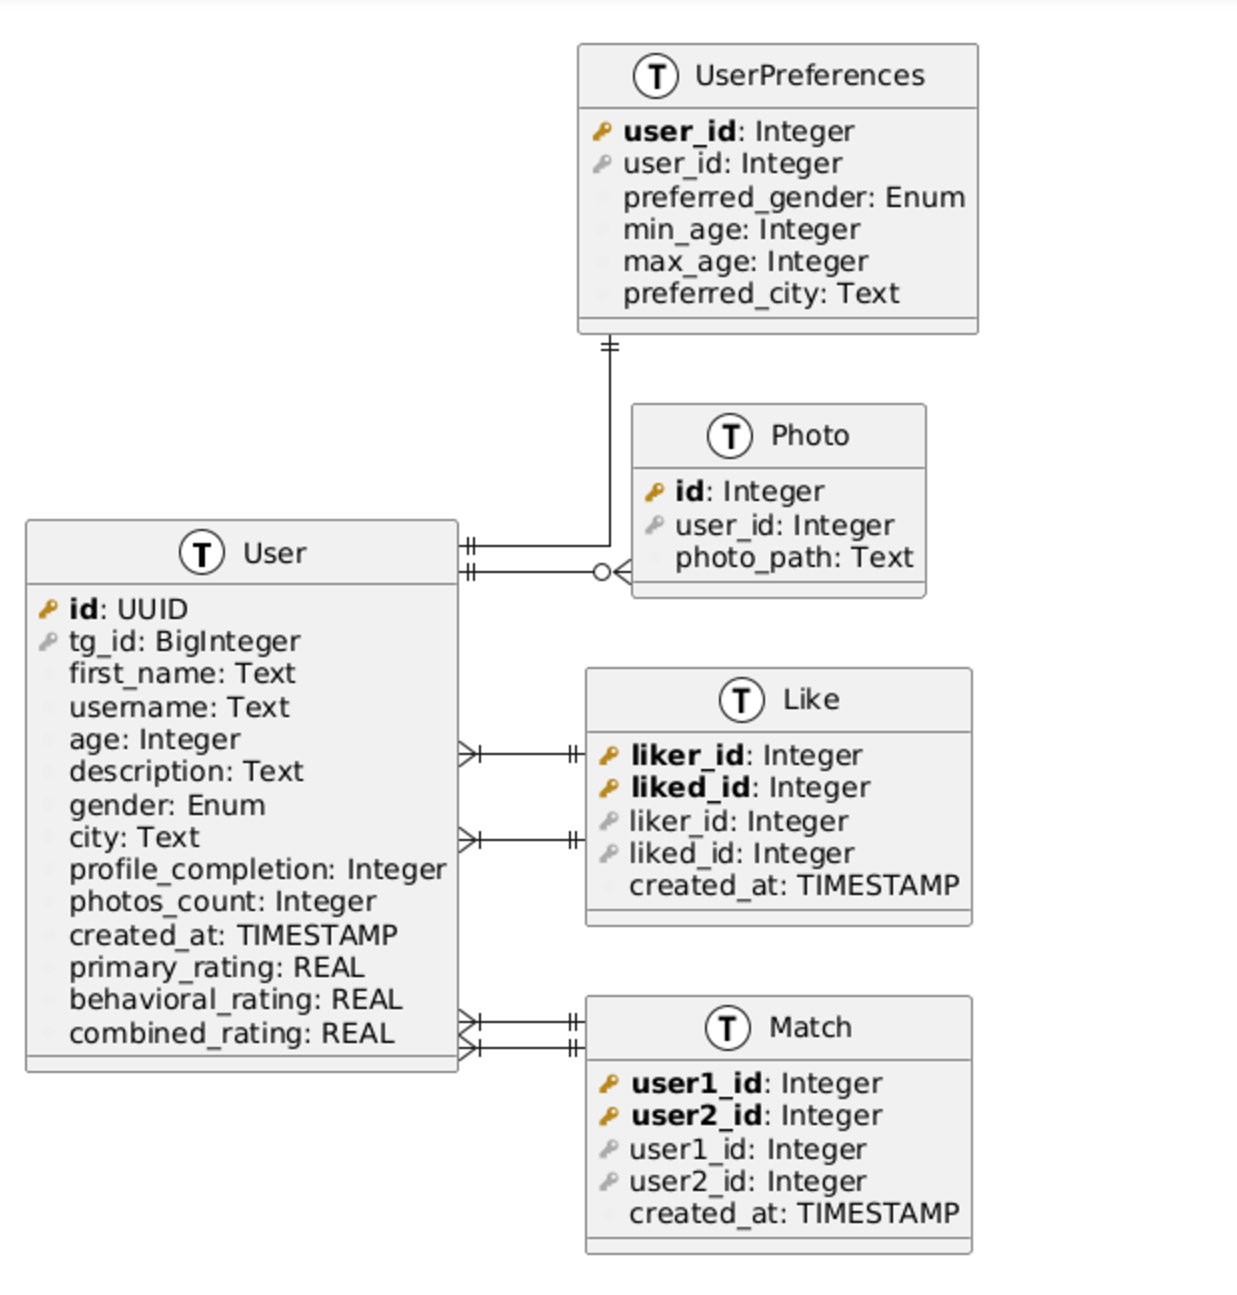 T UserPreferences
user_id: Integer
user_id: Integer
preferred_gender: Enum
min_age: Integer
max_age: Integer
preferred_city: Text
T Photo
id: Integer
user_id: Integer
photo_path: Text
T User
id: UUID
tg_id: BigInteger
first_name: Text
username: Text
age: Integer
description: Text
gender: Enum
city: Text
profile_completion: Integer
photos_count: Integer
created_at: TIMESTAMP
primary_rating: REAL
behavioral_rating: REAL
combined_rating: REAL
T Like
liker_id: Integer
liked_id: Integer
liker_id: Integer
liked_id: Integer
created_at: TIMESTAMP
T Match
user1_id: Integer
user2_id: Integer
user1_id: Integer
user2_id: Integer
created_at: TIMESTAMP